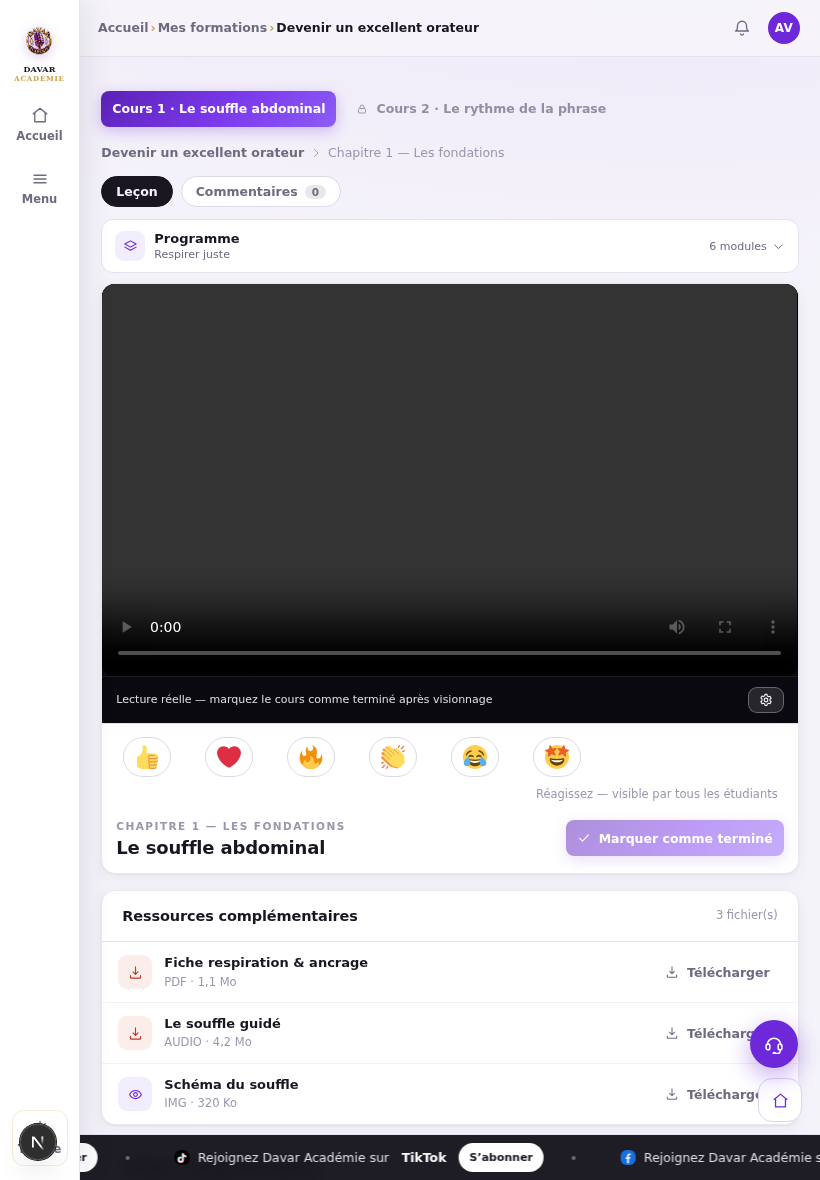 DAVAR
ACADÉMIE
Accueil
Menu
Accueil › Mes formations › Devenir un excellent orateur
AV
Cours 1 · Le souffle abdominal
Cours 2 · Le rythme de la phrase
Devenir un excellent orateur > Chapitre 1 — Les fondations
Leçon
Commentaires 0
Programme
Respirer juste
6 modules
0:00
Lecture réelle — marquez le cours comme terminé après visionnage
Réagissez — visible par tous les étudiants
CHAPITRE 1 — LES FONDATIONS
Le souffle abdominal
Marquer comme terminé
Ressources complémentaires
3 fichier(s)
Fiche respiration & ancrage
PDF · 1,1 Mo
Télécharger
Le souffle guidé
AUDIO · 4,2 Mo
Schéma du souffle
IMG · 320 Ko
N
Rejoignez Davar Académie sur TikTok
S’abonner
Rejoignez Davar Académie